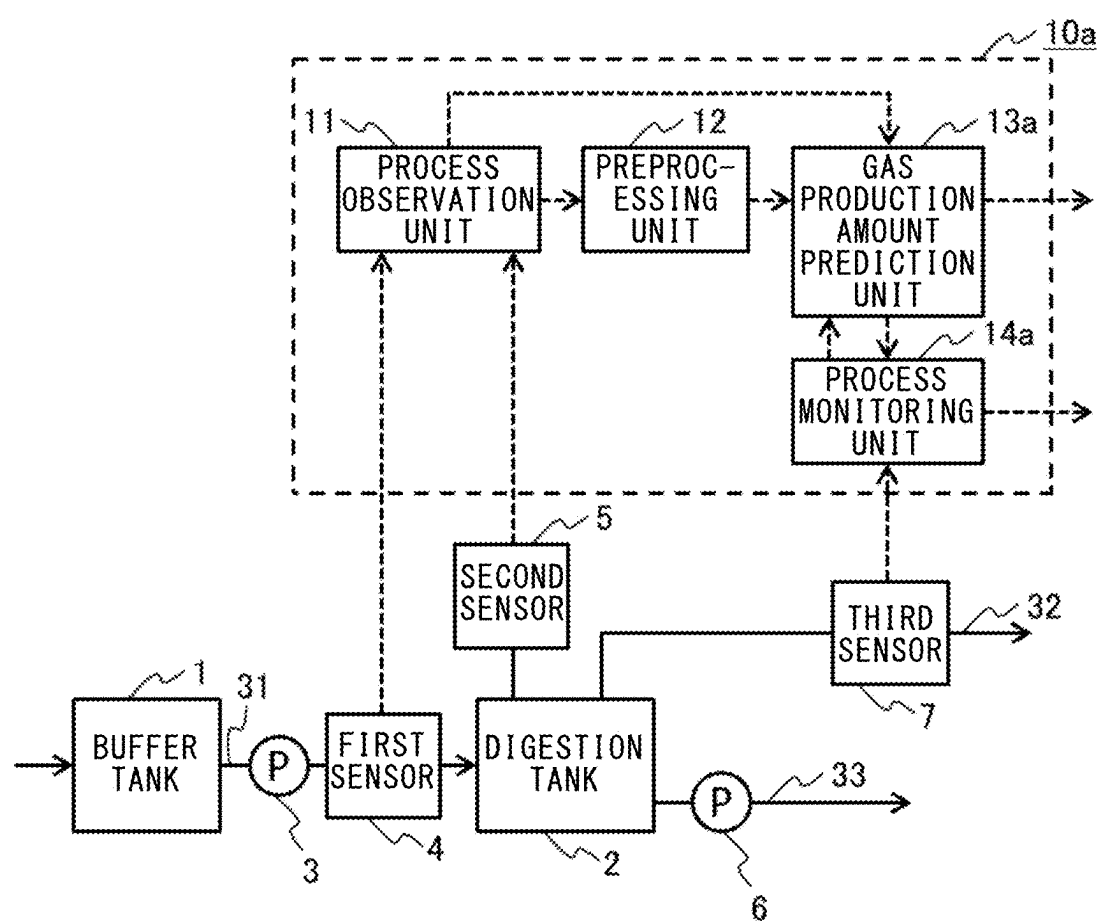 10a
11
12
13a
PROCESS
OBSERVATION
UNIT
PREPROC-
ESSING
UNIT
GAS
PRODUCTION
AMOUNT
PREDICTION
UNIT
14a
PROCESS
MONITORING
UNIT
5
SECOND
SENSOR
THIRD
SENSOR
32
7
1
31
BUFFER
TANK
P
3
FIRST
SENSOR
4
DIGESTION
TANK
2
P
33
6